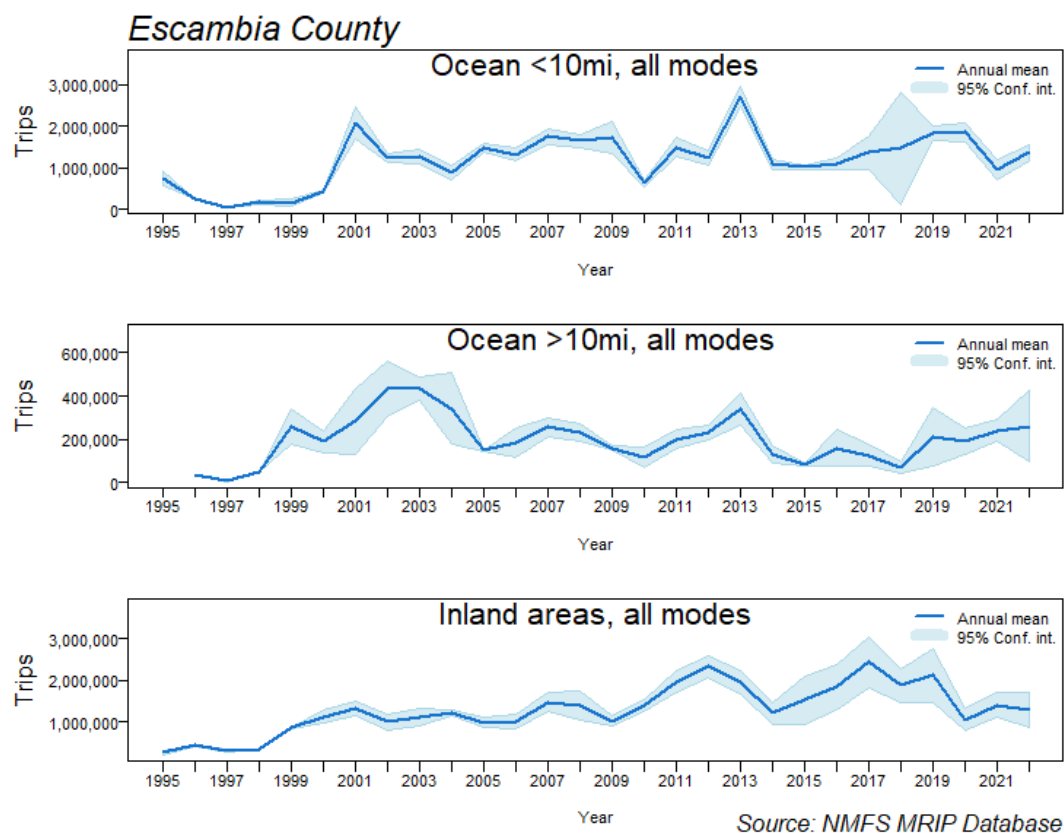 Escambia County
Ocean <10mi, all modes
Annual mean
95% Conf. int.
Trips
3,000,000
2,000,000
1,000,000
0
1995 1997 1999 2001 2003 2005 2007 2009 2011 2013 2015 2017 2019 2021
Year
Ocean >10mi, all modes
Annual mean
95% Conf. int.
Trips
600,000
400,000
200,000
0
1995 1997 1999 2001 2003 2005 2007 2009 2011 2013 2015 2017 2019 2021
Year
Inland areas, all modes
Annual mean
95% Conf. int.
Trips
3,000,000
2,000,000
1,000,000
1995 1997 1999 2001 2003 2005 2007 2009 2011 2013 2015 2017 2019 2021
Year
Source: NMFS MRIP Database